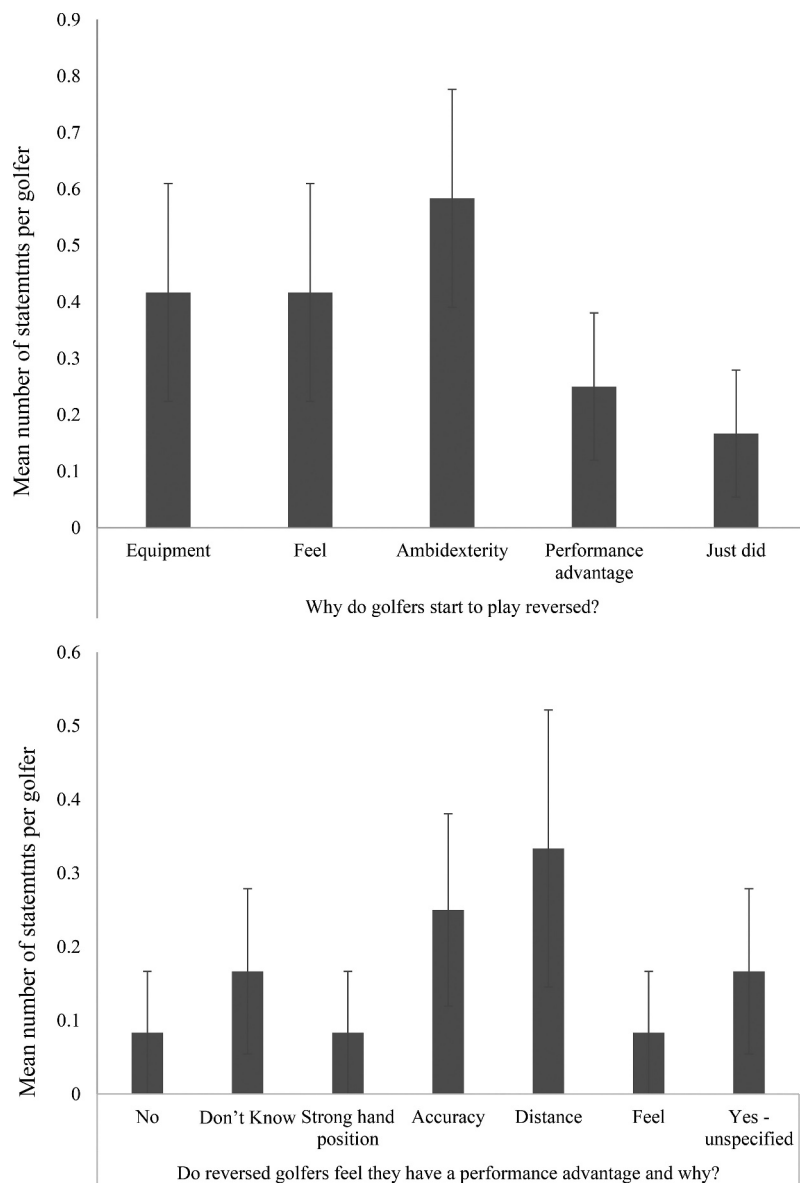 Mean number of statemtnts per golfer
0.9
0.8
0.7
0.6
0.5
0.4
0.3
0.2
0.1
0
Equipment
Feel
Ambidexterity
Performance
advantage
Just did
Why do golfers start to play reversed?
Mean number of statemtnts per golfer
0.6
0.5
0.4
0.3
0.2
0.1
0
No
Don't Know
Strong hand
position
Accuracy
Distance
Feel
Yes -
unspecified
Do reversed golfers feel they have a performance advantage and why?